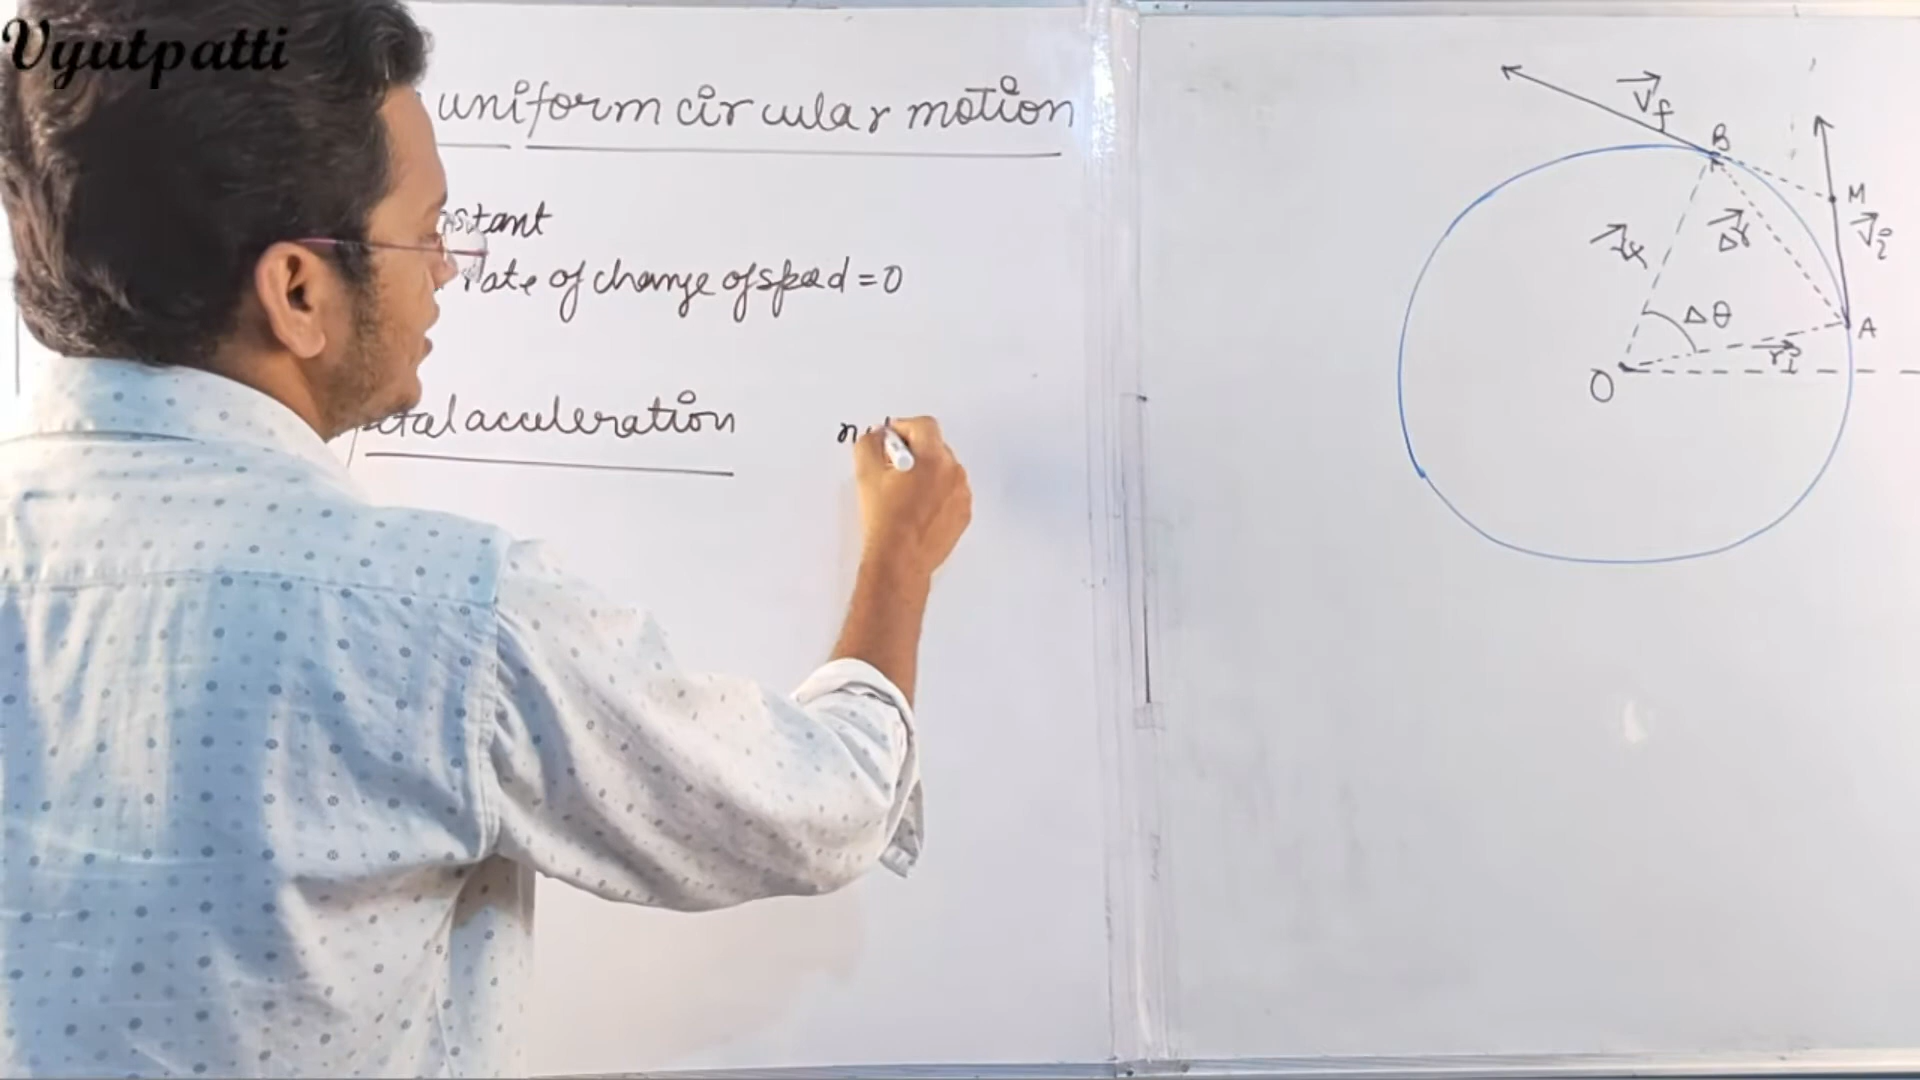 Vyutpatti
uniform circular motion
rate of change of speed = 0
acceleration
V⃗f
B
M
V⃗i
Δr⃗
Δθ
A
r⃗i
O